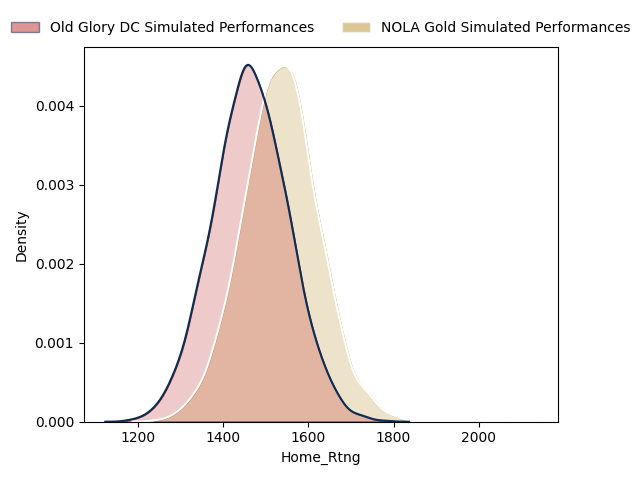 Old Glory DC Simulated Performances NOLA Gold Simulated Performances
0.004
0.003
0.002
0.001
0.000
Density
1200 1400 1600 1800 2000
Home_Rtng